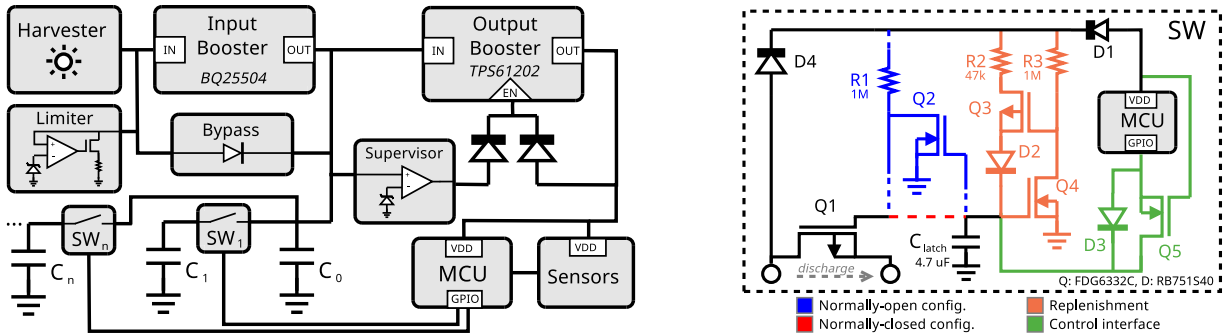 Harvester
IN
Input
Booster
BQ25504
OUT
IN
Output
Booster
TPS61202
OUT
EN
Limiter
+
-
Bypass
Supervisor
+
-
...
SWn
SW1
Cn
C1
C0
VDD
MCU
GPIO
VDD
Sensors
SW
D4
D1
R1
1M
Q2
R2
47k
R3
1M
Q3
D2
Q4
VDD
MCU
GPIO
D3
Q5
Q1
discharge
Clatch
4.7 uF
Q: FDG6332C, D: RB751S40
Normally-open config.
Replenishment
Normally-closed config.
Control interface